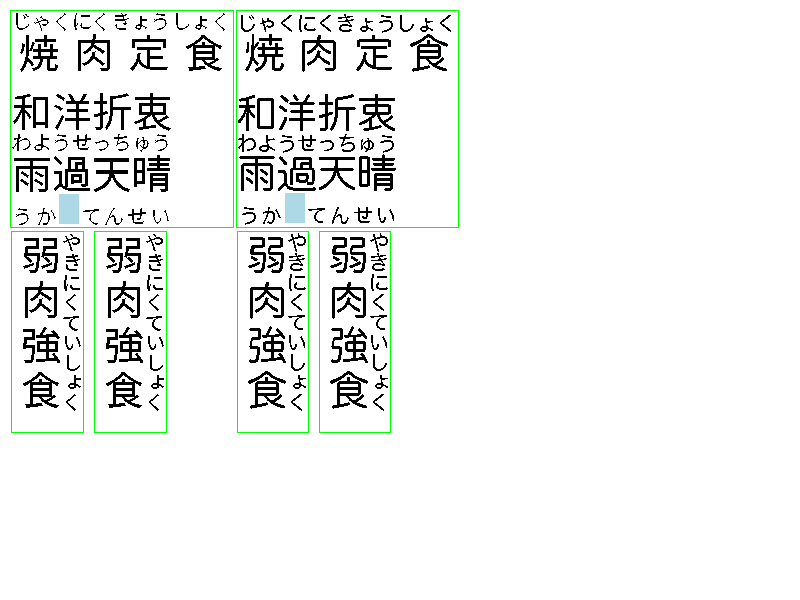 じゃくにくきょうしょく
焼肉定食
和洋折衷
わようせっちゅう
雨過天晴
うか てんせい
じゃくにくきょうしょく
焼肉定食
和洋折衷
わようせっちゅう
雨過天晴
うか てんせい
弱肉強食
やきにくていしょく
弱肉強食
やきにくていしょく
弱肉強食
やきにくていしょく
弱肉強食
やきにくていしょく